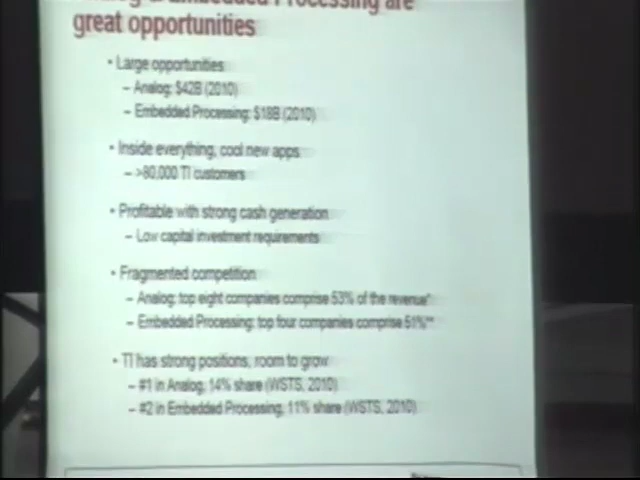 Embedded Processing are
great opportunities
• Large opportunities
– Analog: $42B (2010)
– Embedded Processing: $18B (2010)
• Inside everything, cool new apps
– >80,000 TI customers
• Profitable with strong cash generation
– Low capital investment requirements
• Fragmented competition
– Analog: top eight companies comprise 53% of the revenue*
– Embedded Processing: top four companies comprise 51%**
• TI has strong positions, room to grow
– #1 in Analog, 14% share (WSTS, 2010)
– #2 in Embedded Processing, 11% share (WSTS, 2010)